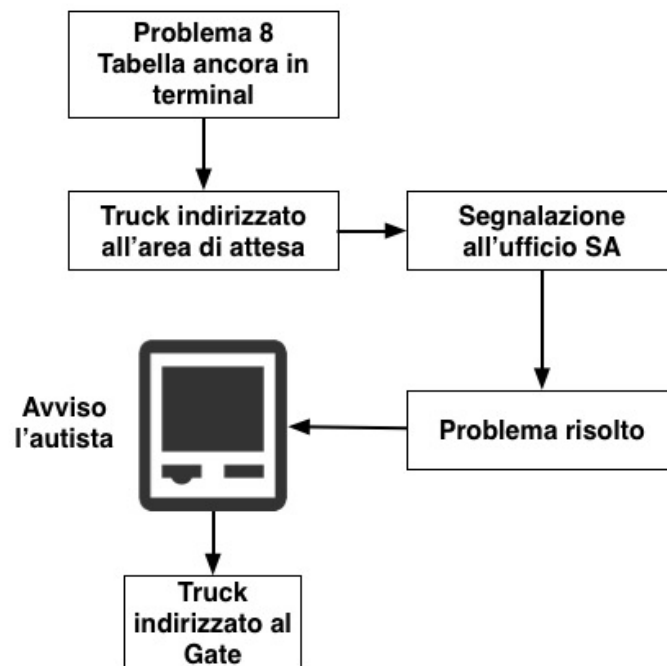 Problema 8
Tabella ancora in
terminal
Truck indirizzato
all'area di attesa
Segnalazione
all'ufficio SA
Avviso
l'autista
Problema risolto
Truck
indirizzato al
Gate